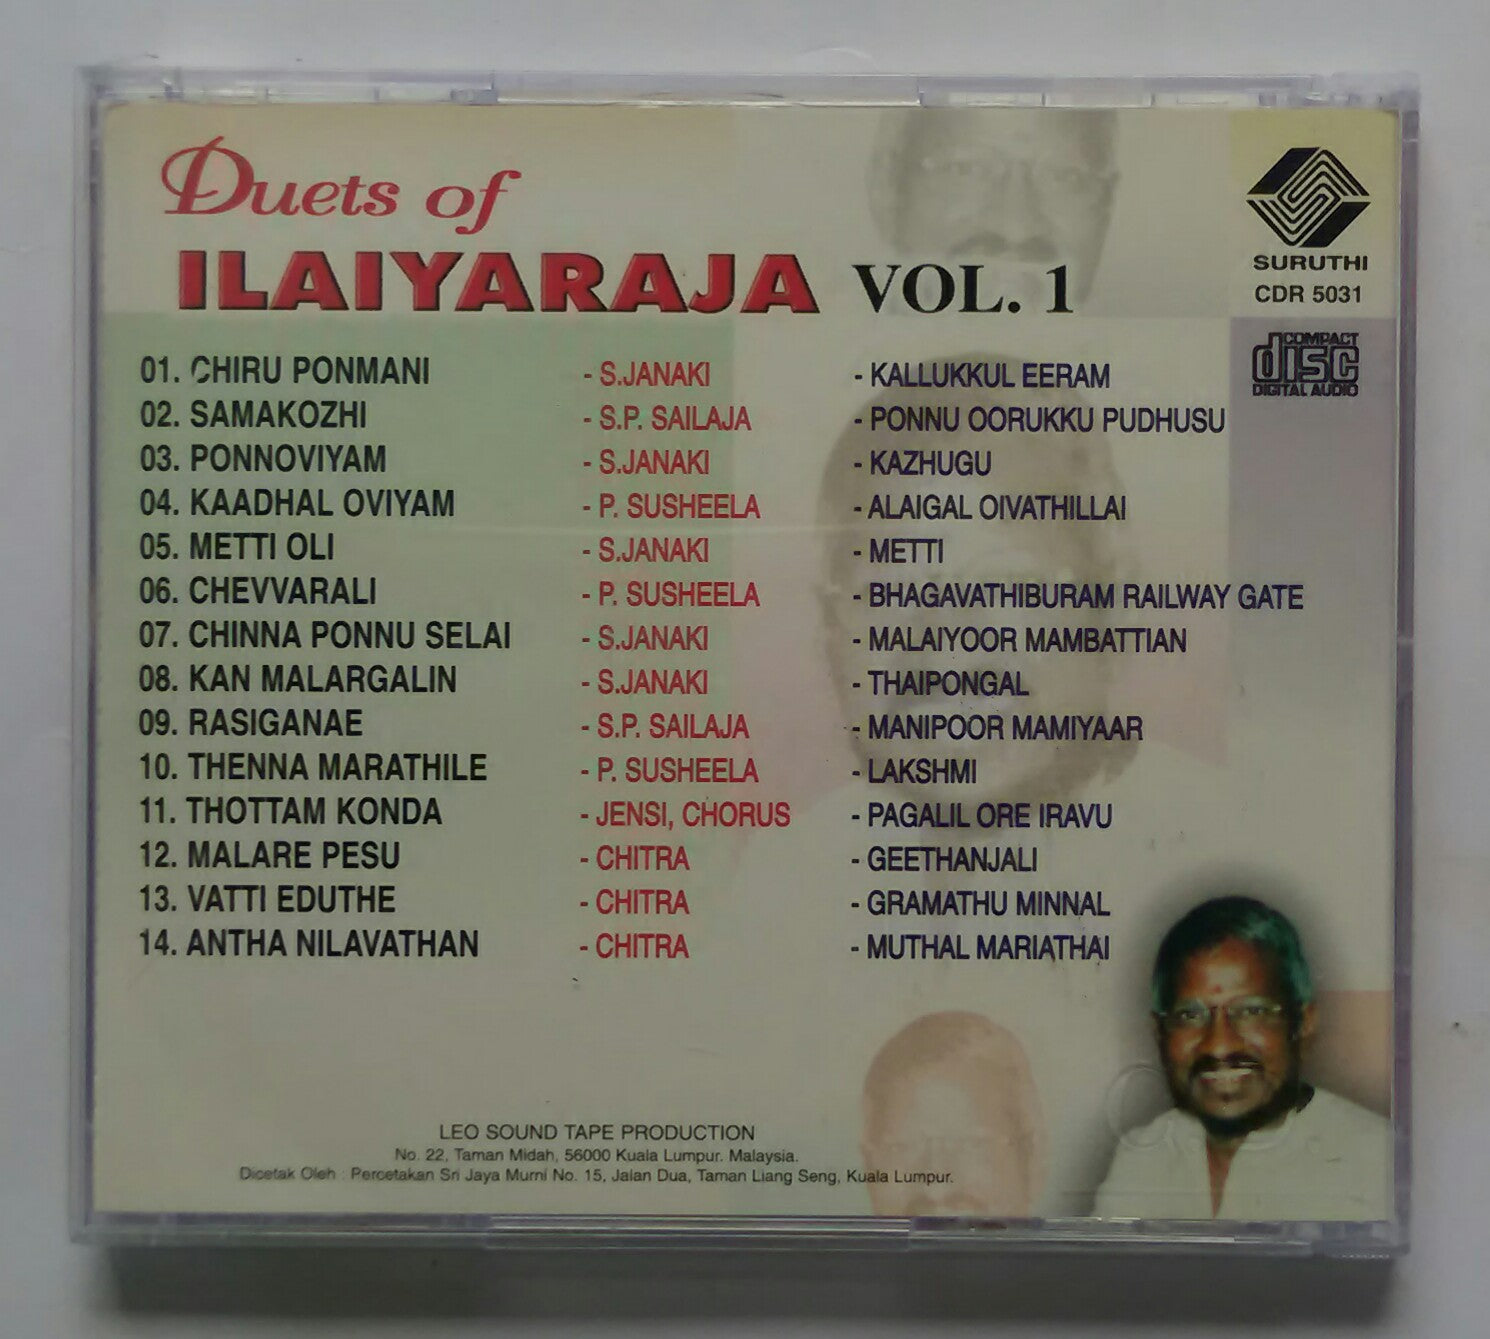 Duets of
ILAIYARAJA VOL. 1
SURUTHI
CDR 5031
COMPACT
disc
DIGITAL AUDIO
01. CHIRU PONMANI - S.JANAKI - KALLUKKUL EERAM
02. SAMAKOZHI - S.P. SAILAJA - PONNU OORUKKU PUDHUSU
03. PONNOVIYAM - S.JANAKI - KAZHUGU
04. KAADHAL OVIYAM - P. SUSHEELA - ALAIGAL OIVATHILLAI
05. METTI OLI - S.JANAKI - METTI
06. CHEVVARALI - P. SUSHEELA - BHAGAVATHIBURAM RAILWAY GATE
07. CHINNA PONNU SELAI - S.JANAKI - MALAIYOOR MAMBATTIAN
08. KAN MALARGALIN - S.JANAKI - THAIPONGAL
09. RASIGANAE - S.P. SAILAJA - MANIPOOR MAMIYAAR
10. THENNA MARATHILE - P. SUSHEELA - LAKSHMI
11. THOTTAM KONDA - JENSI, CHORUS - PAGALIL ORE IRAVU
12. MALARE PESU - CHITRA - GEETHANJALI
13. VATTI EDUTHE - CHITRA - GRAMATHU MINNAL
14. ANTHA NILAVATHAN - CHITRA - MUTHAL MARIATHAI
LEO SOUND TAPE PRODUCTION
No. 22, Taman Midah, 56000 Kuala Lumpur. Malaysia.
Dicetak Oleh : Percetakan Sri Jaya Murni No. 15, Jalan Dua, Taman Liang Seng, Kuala Lumpur.